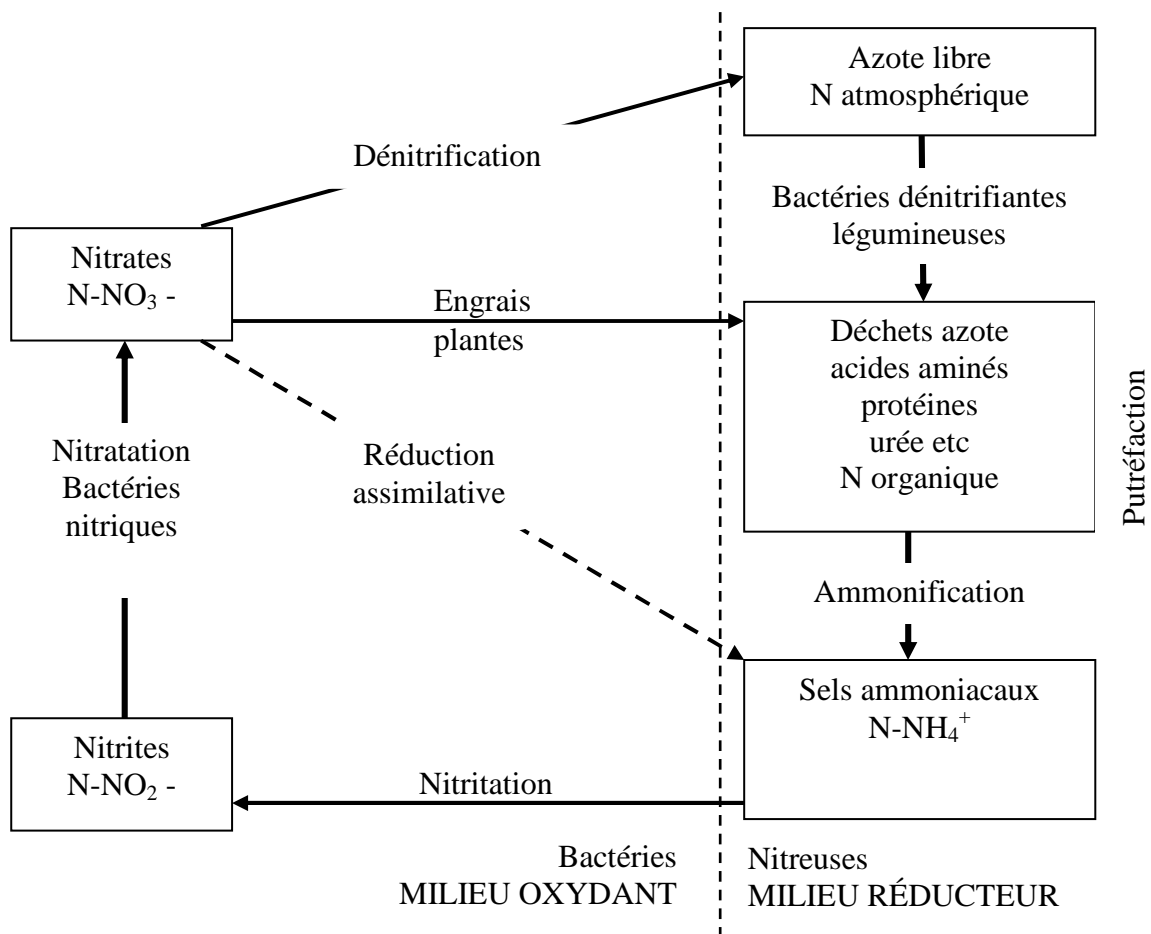 Azote libre
N atmosphérique
Dénitrification
Bactéries dénitrifiantes
légumineuses
Nitrates
N-NO₃ -
Engrais
plantes
Déchets azote
acides aminés
protéines
urée etc
N organique
Putréfaction
Nitratation
Bactéries
nitriques
Réduction
assimilative
Ammonification
Sels ammoniacaux
N-NH₄⁺
Nitrites
N-NO₂ -
Nitritation
Bactéries
MILIEU OXYDANT
Nitreuses
MILIEU RÉDUCTEUR